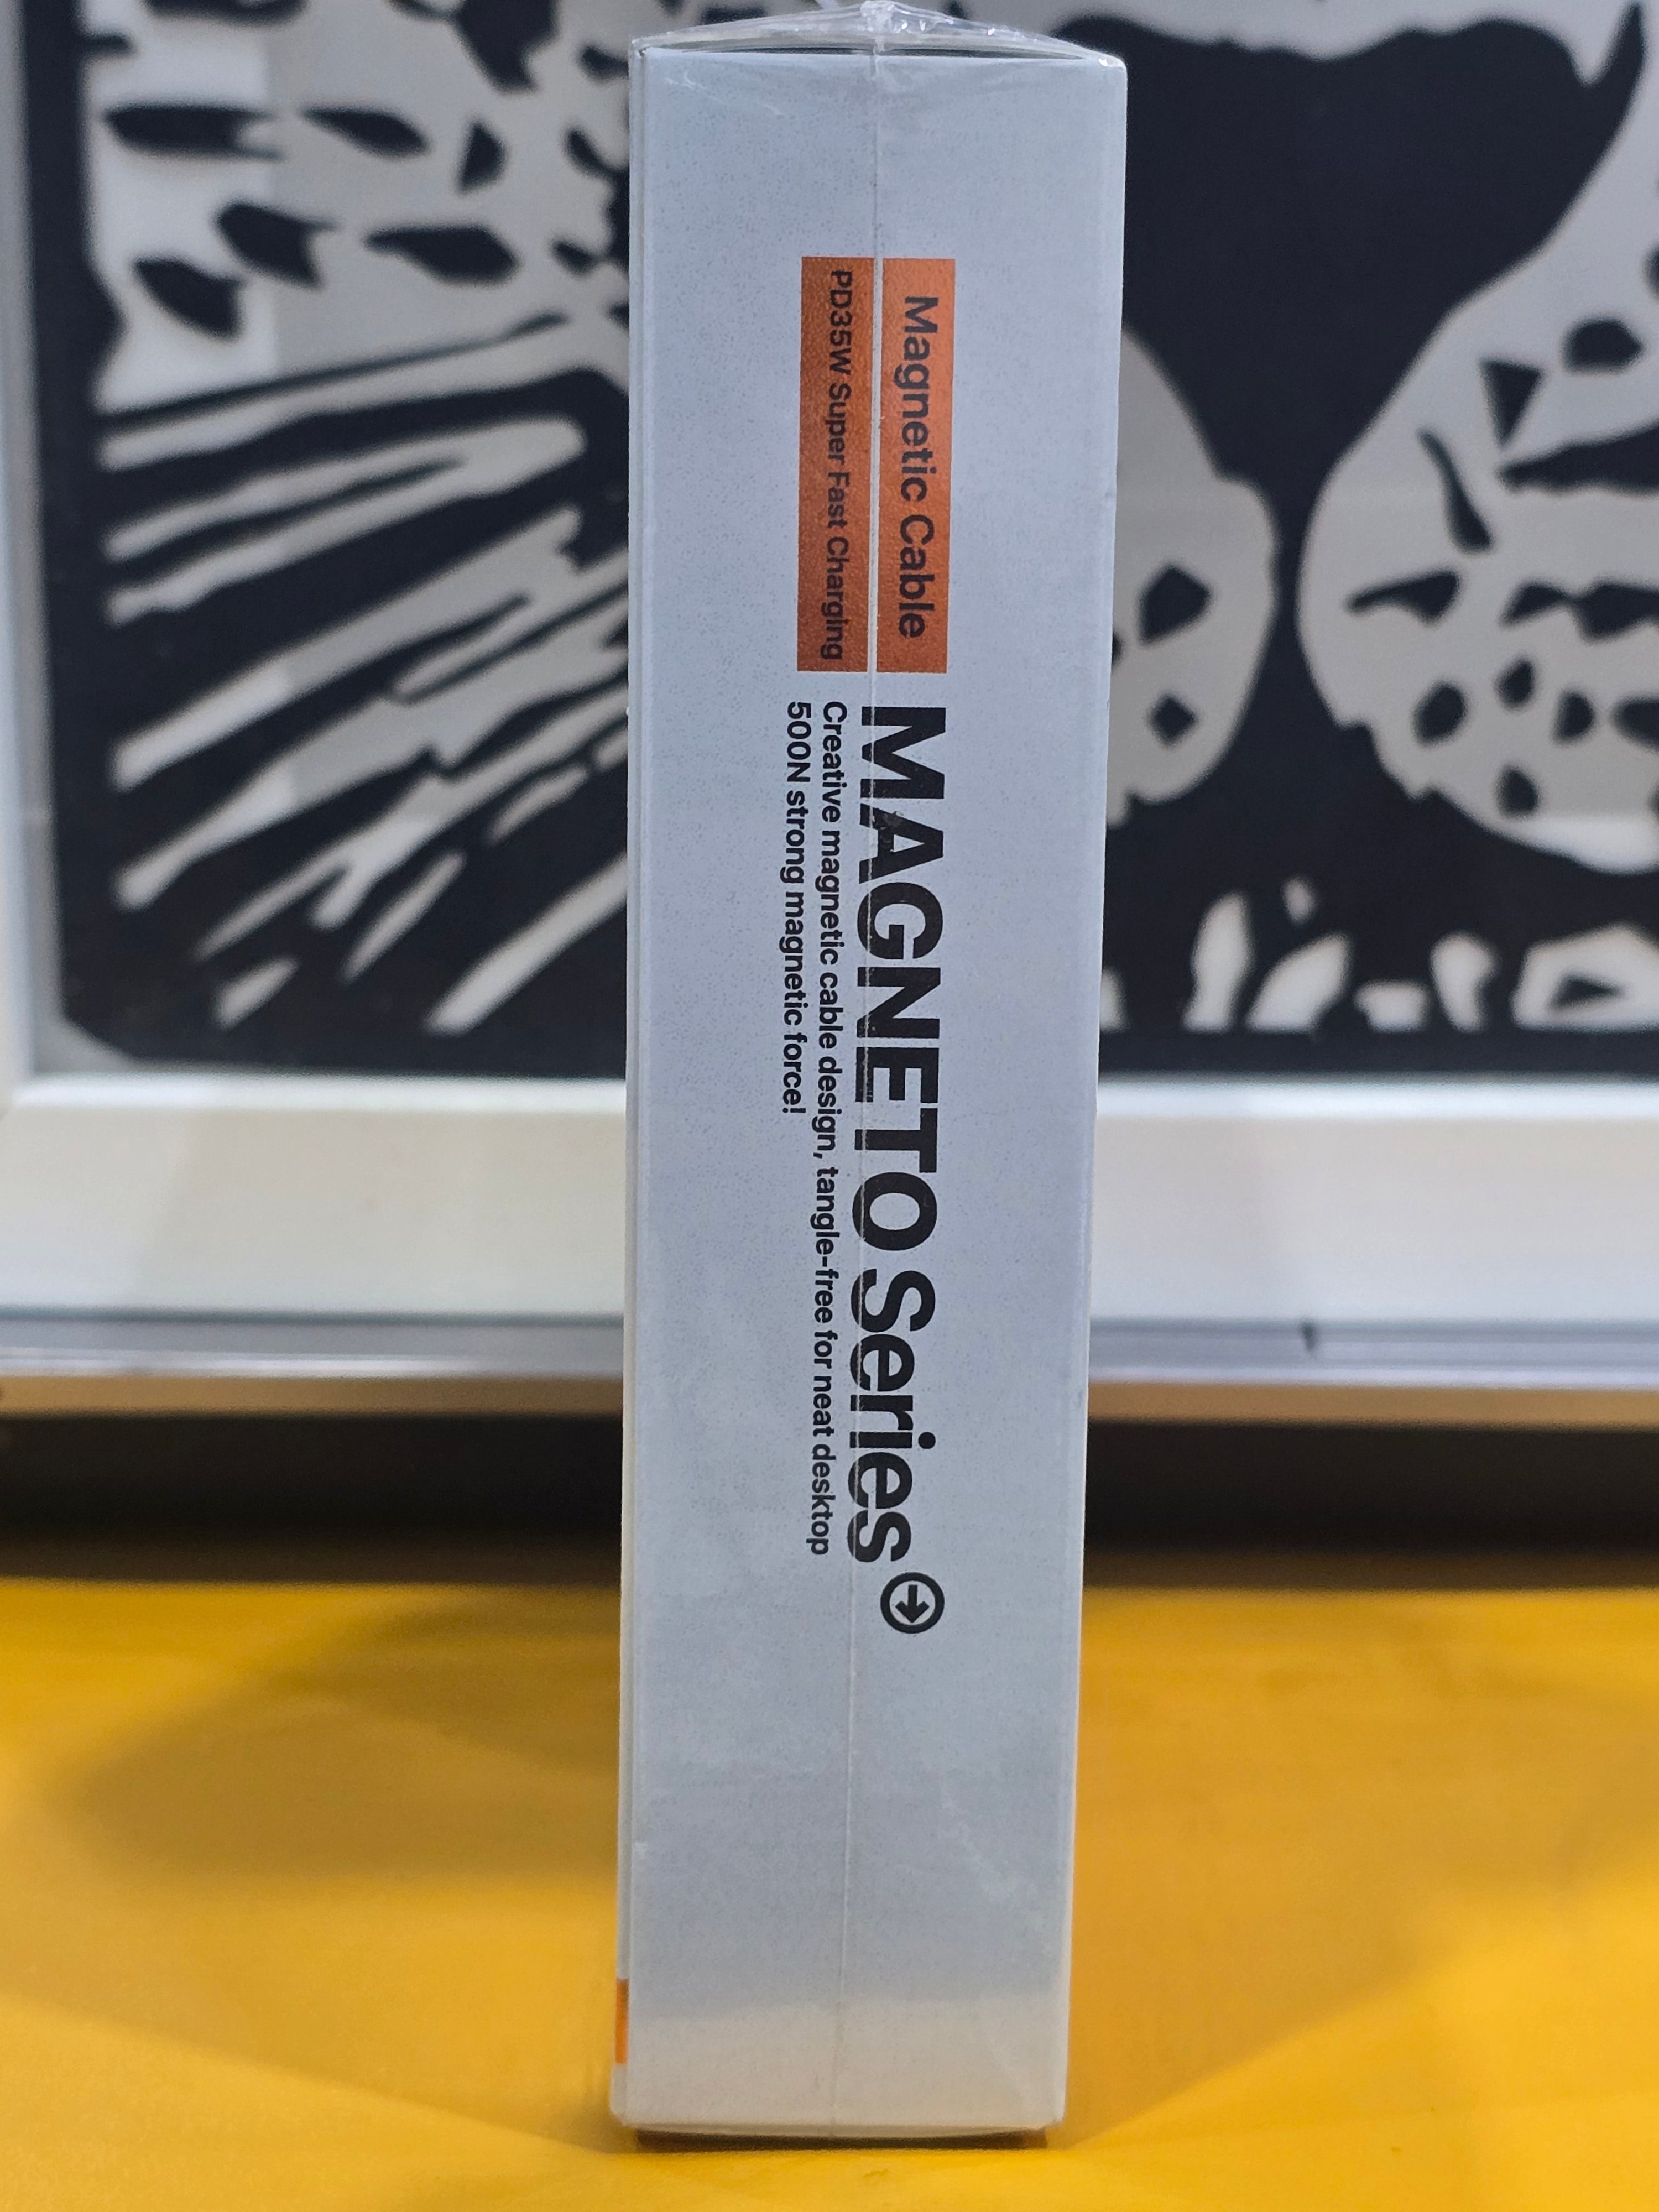 Magnetic Cable
PD35W Super Fast Charging
MAGNETO Series
Creative magnetic cable design, tangle-free for neat desktop
500N strong magnetic force!